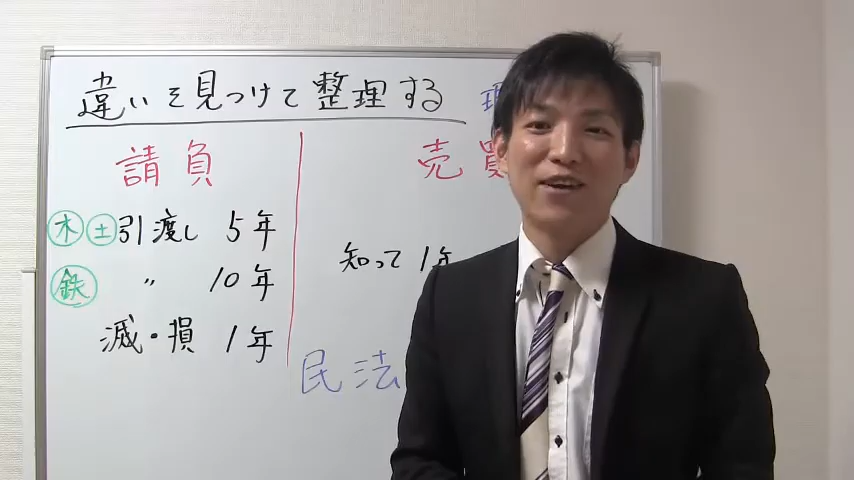 違いを見つけて整理する
請負
売買
木 土 引渡し 5年
知って 1年
鉄 〃 10年
滅・損 1年
民法